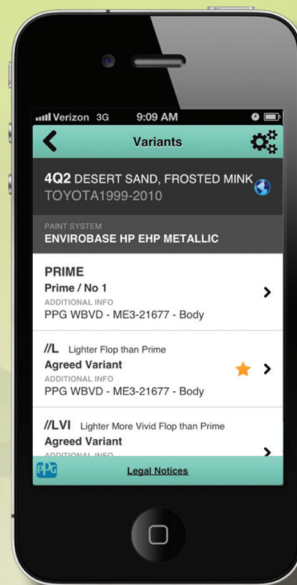 Verizon 3G 9:09 AM
Variants
4Q2 DESERT SAND, FROSTED MINK
TOYOTA1999-2010
PAINT SYSTEM
ENVIROBASE HP EHP METALLIC
PRIME
Prime / No 1
ADDITIONAL INFO
PPG WBVD - ME3-21677 - Body
//L Lighter Flop than Prime
Agreed Variant
ADDITIONAL INFO
PPG WBVD - ME3-21677 - Body
//LVI Lighter More Vivid Flop than Prime
Agreed Variant
ADDITIONAL INFO
PPG Legal Notices